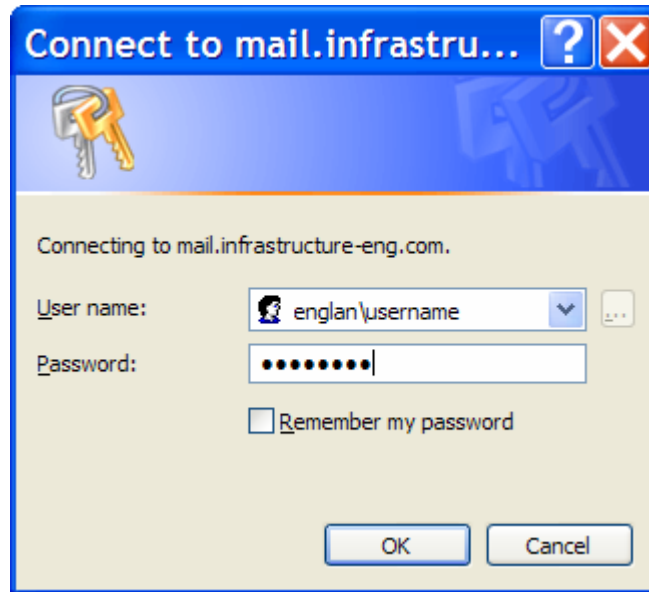 Connect to mail.infrastru...
Connecting to mail.infrastructure-eng.com.
User name: englan\username ...
Password: ••••••••
Remember my password
OK Cancel